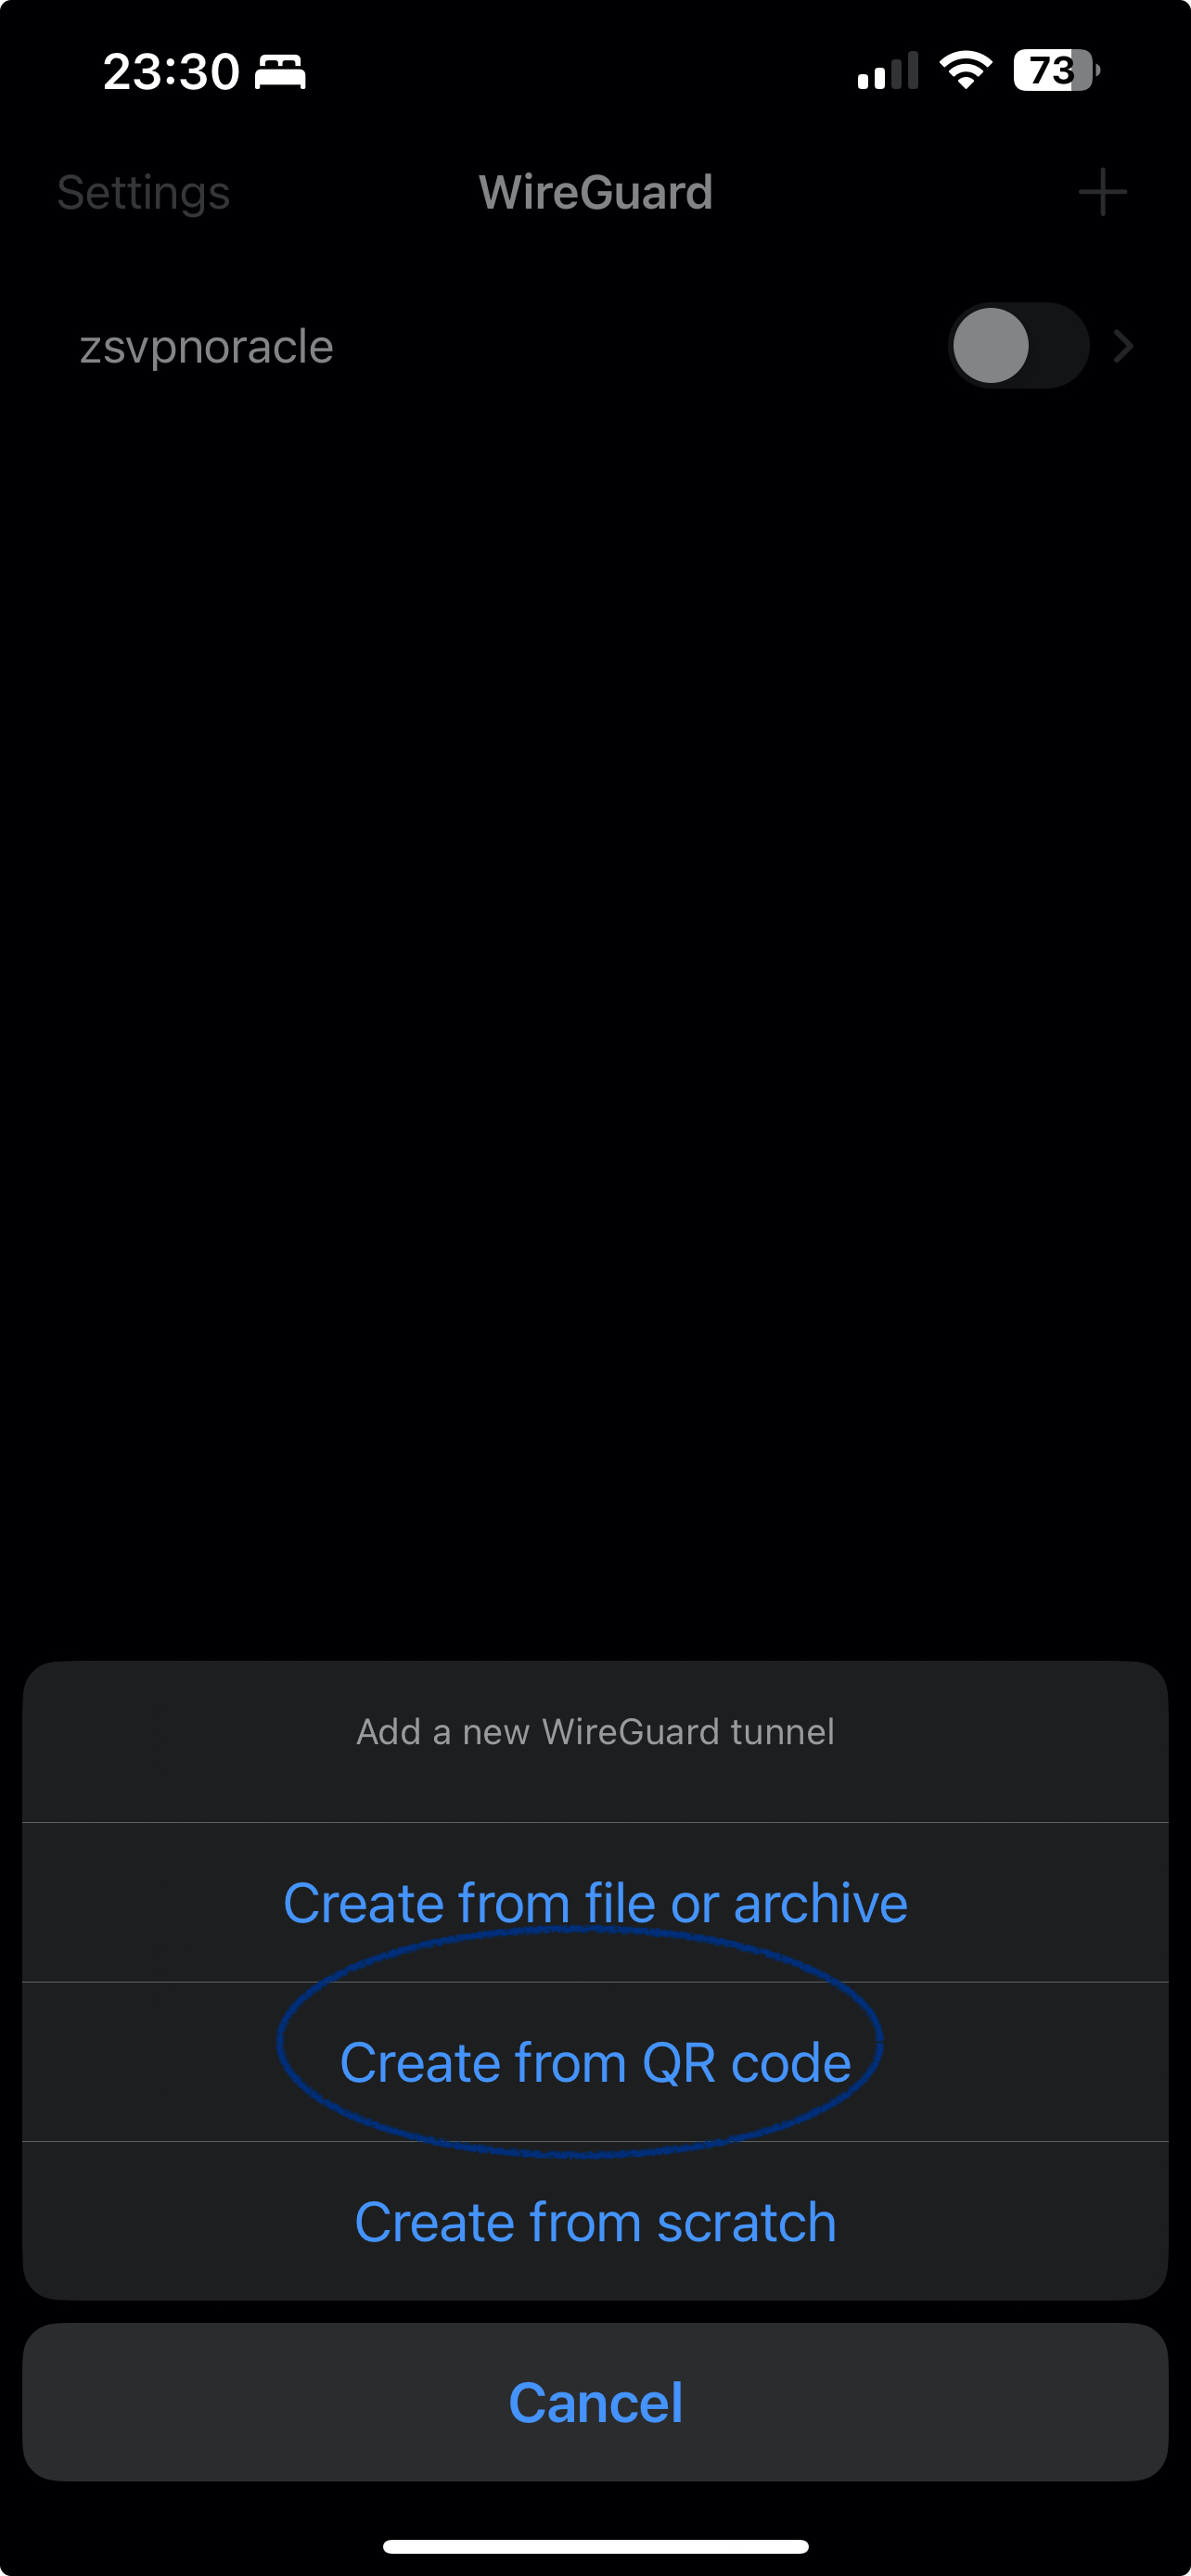 23:30
73
Settings WireGuard
zsvpnoracle
Add a new WireGuard tunnel
Create from file or archive
Create from QR code
Create from scratch
Cancel